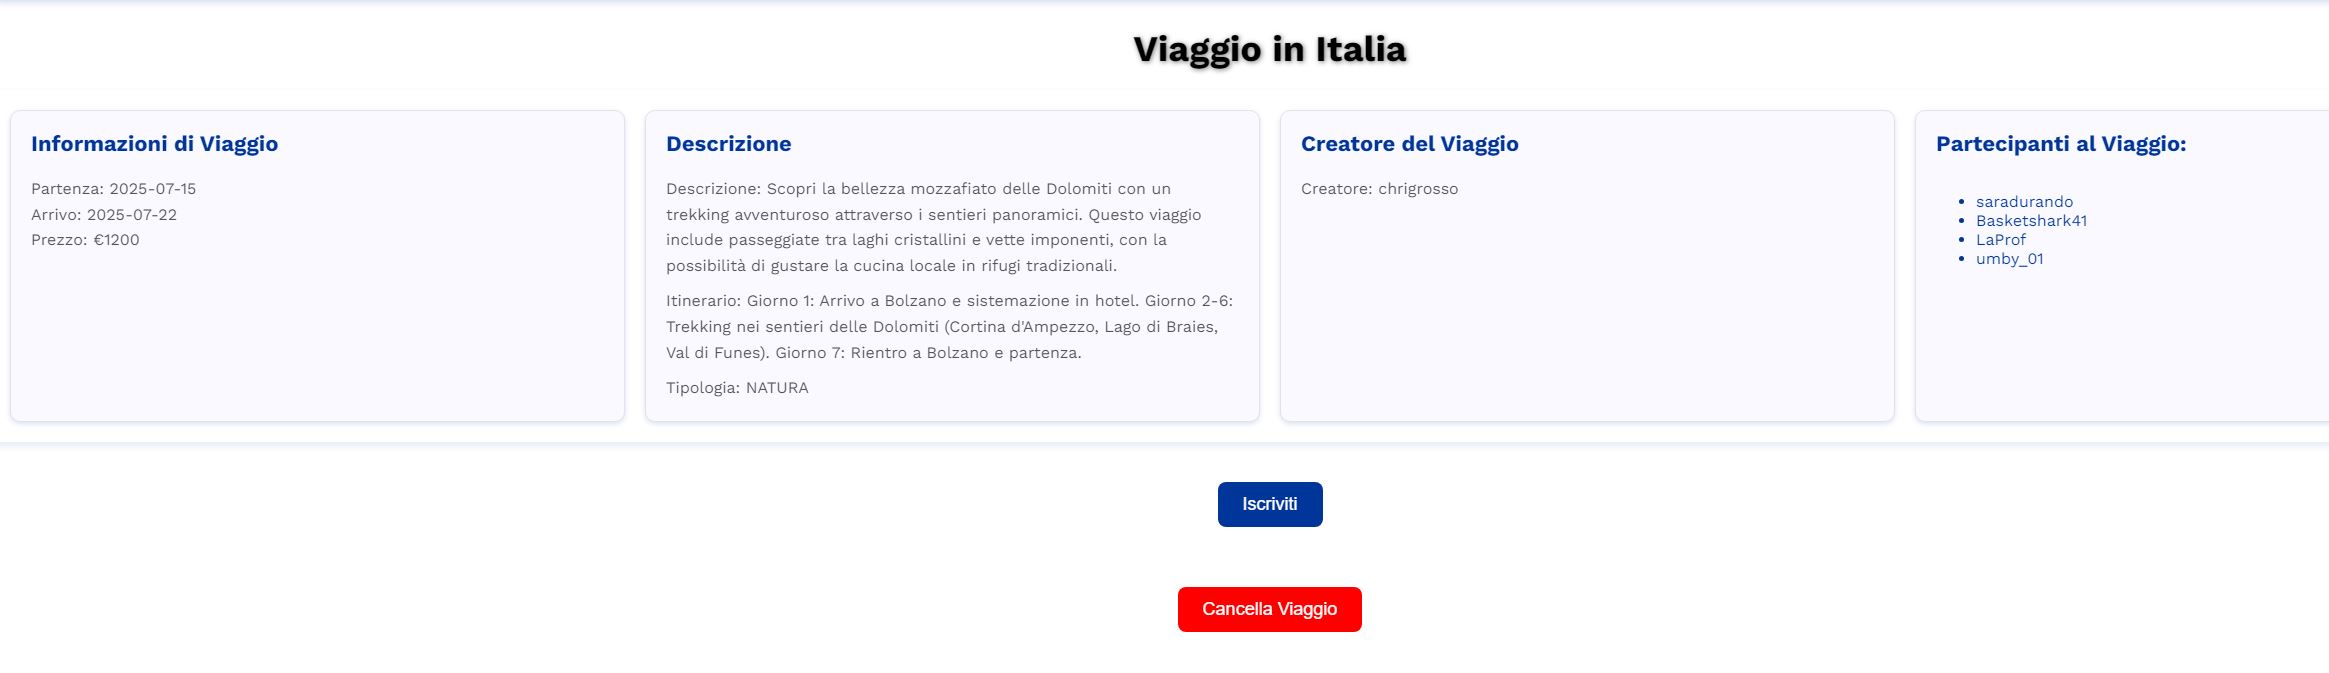 Viaggio in Italia
Informazioni di Viaggio
Partenza: 2025-07-15
Arrivo: 2025-07-22
Prezzo: €1200
Descrizione
Descrizione: Scopri la bellezza mozzafiato delle Dolomiti con un
trekking avventuroso attraverso i sentieri panoramici. Questo viaggio
include passeggiate tra laghi cristallini e vette imponenti, con la
possibilità di gustare la cucina locale in rifugi tradizionali.
Itinerario: Giorno 1: Arrivo a Bolzano e sistemazione in hotel. Giorno 2-6:
Trekking nei sentieri delle Dolomiti (Cortina d'Ampezzo, Lago di Braies,
Val di Funes). Giorno 7: Rientro a Bolzano e partenza.
Tipologia: NATURA
Creatore del Viaggio
Creatore: chrigrosso
Partecipanti al Viaggio:
• saradurando
• Basketshark41
• LaProf
• umby_01
Iscriviti
Cancella Viaggio